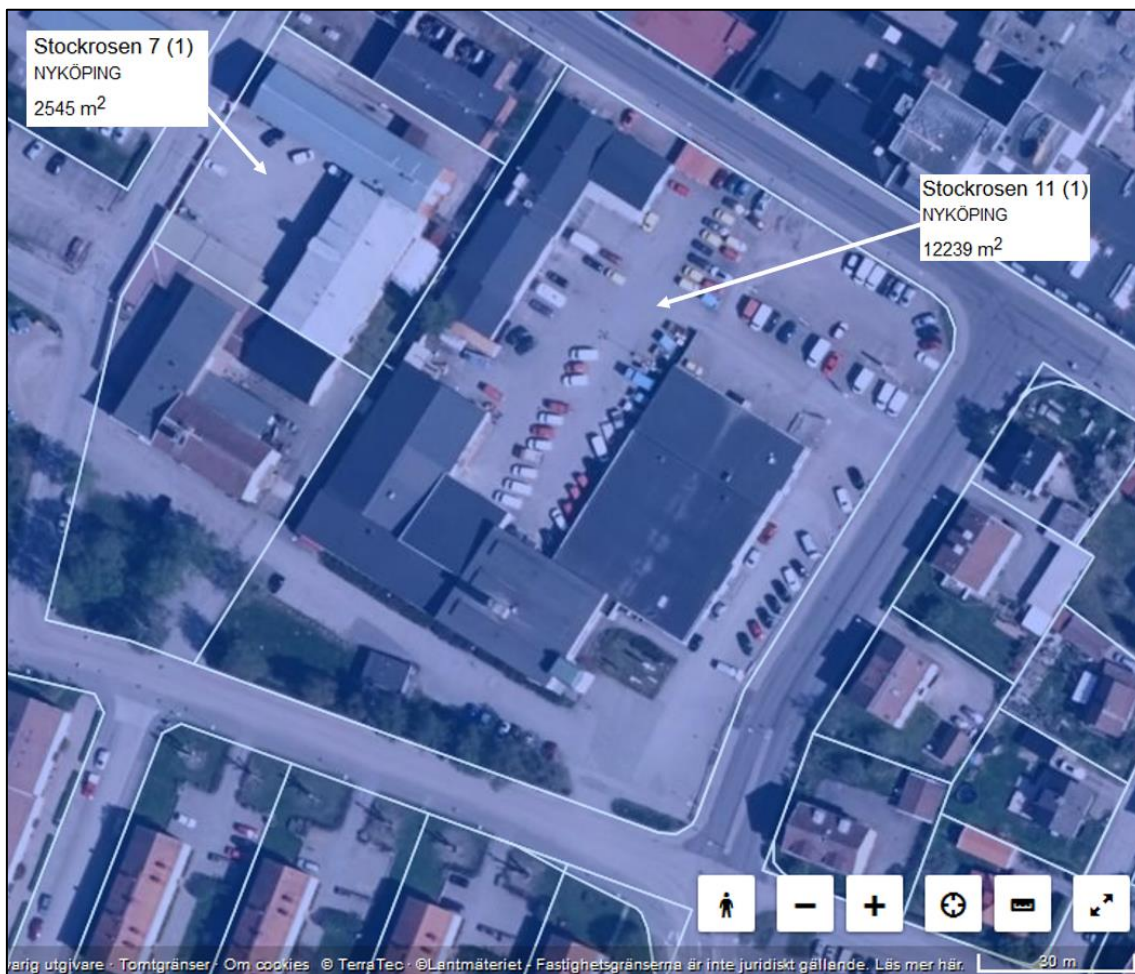 Stockrosen 7 (1)
NYKÖPING
2545 m²
Stockrosen 11 (1)
NYKÖPING
12239 m²
varig utgivare · Tomtgränser · Om cookies © TerraTec · ©Lantmäteriet - Fastighetsgränserna är inte juridiskt gällande. Läs mer här.
30 m